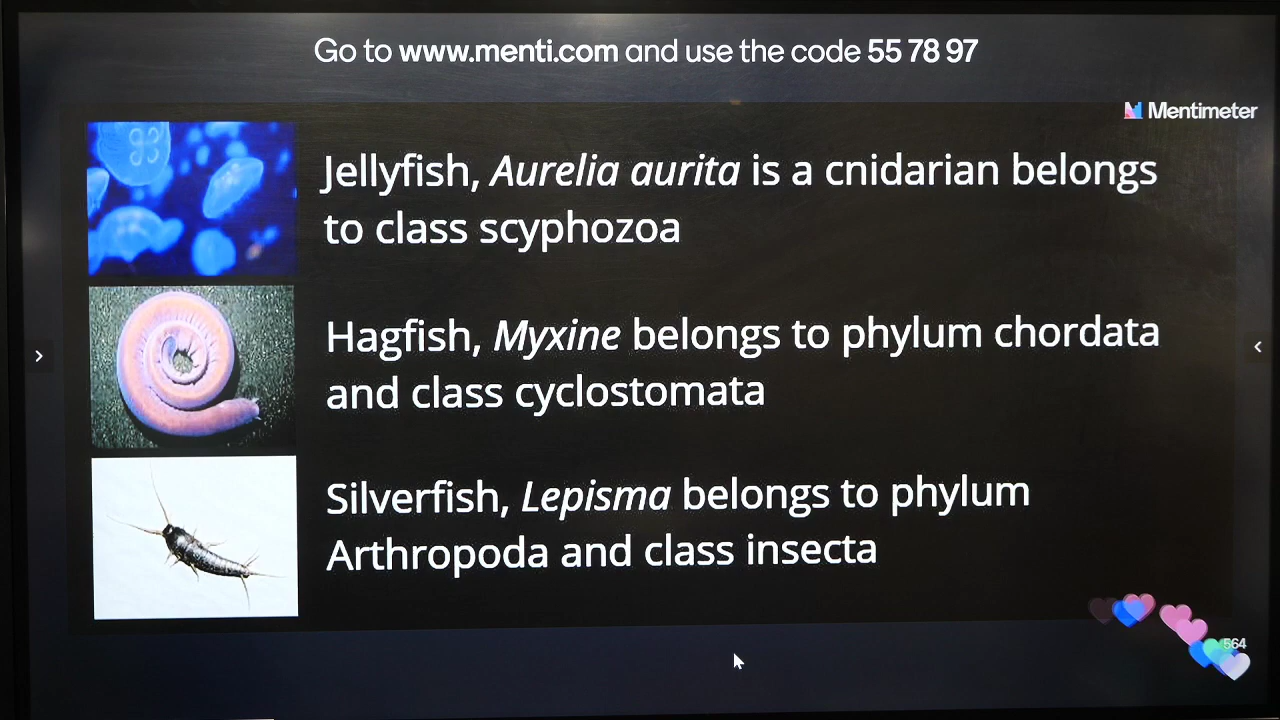 Go to www.menti.com and use the code 55 78 97
Mentimeter
Jellyfish, Aurelia aurita is a cnidarian belongs
to class scyphozoa
Hagfish, Myxine belongs to phylum chordata
and class cyclostomata
Silverfish, Lepisma belongs to phylum
Arthropoda and class insecta
564